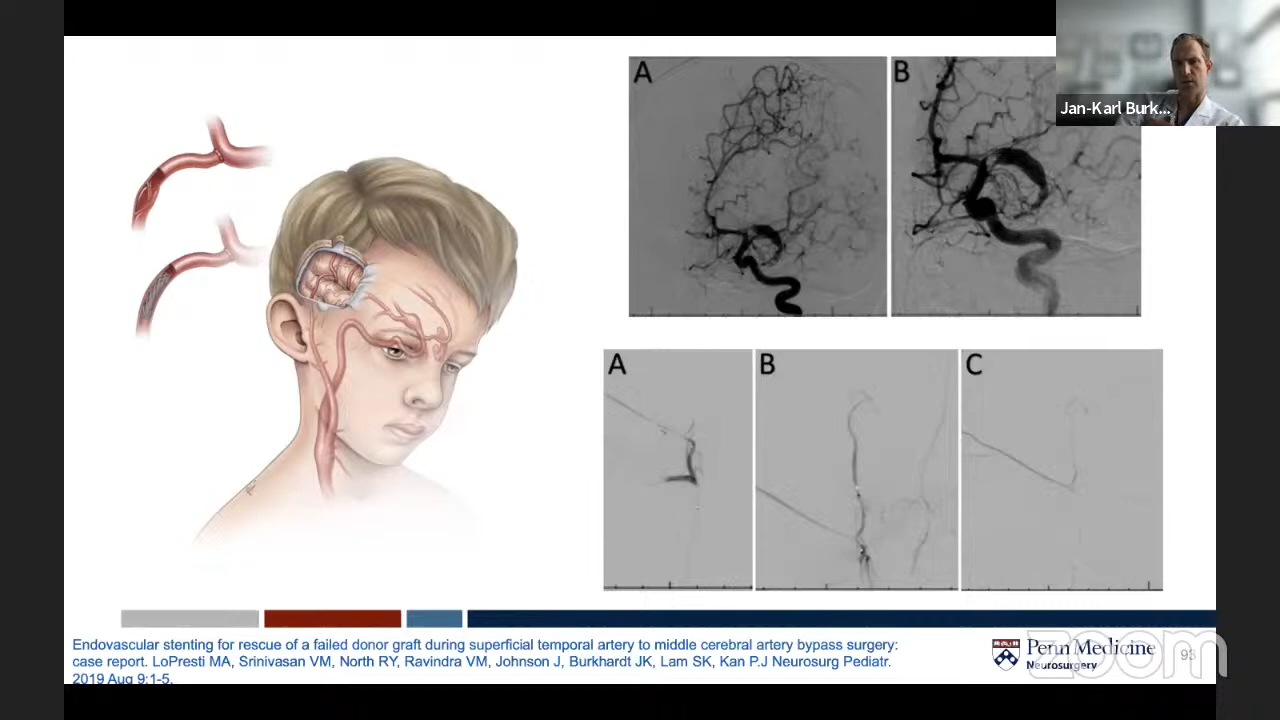 A
B
Jan-Karl Burk...
A
B
C
Endovascular stenting for rescue of a failed donor graft during superficial temporal artery to middle cerebral artery bypass surgery:
case report. LoPresti MA, Srinivasan VM, North RY, Ravindra VM, Johnson J, Burkhardt JK, Lam SK, Kan P.J Neurosurg Pediatr.
2019 Aug 9:1-5.
Penn Medicine
Neurosurgery
93
zoom